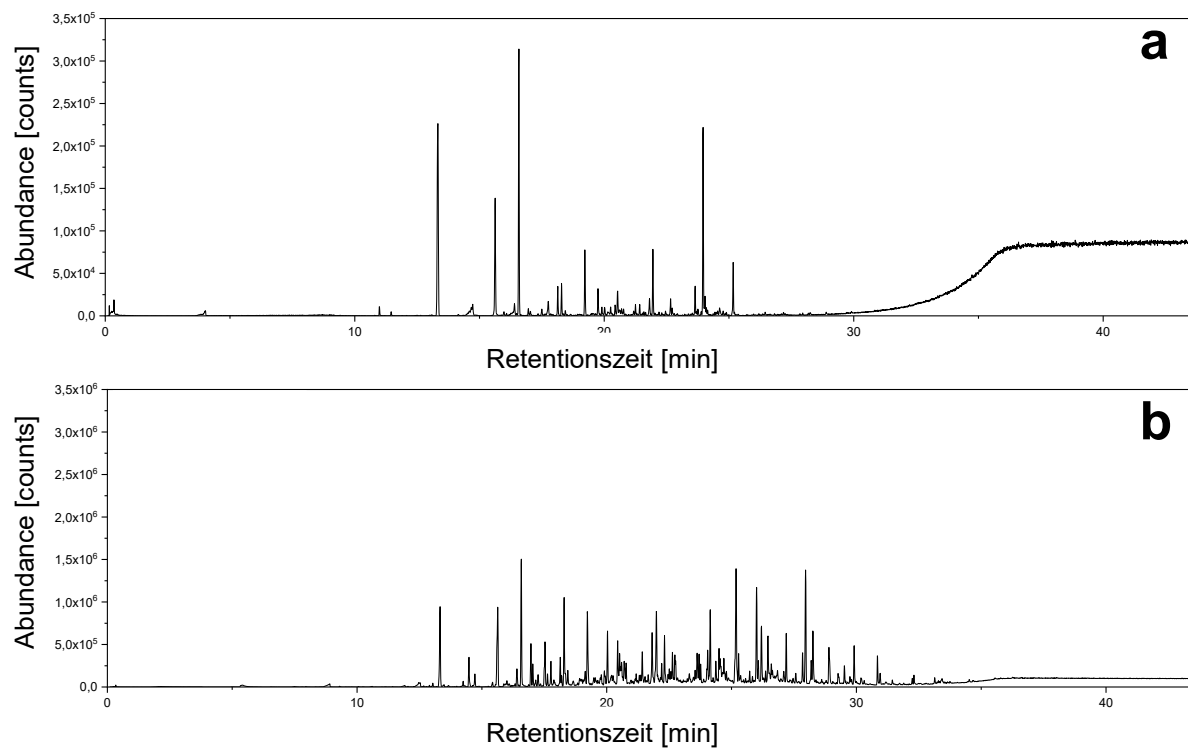 a
Abundance [counts]
3,5x10⁵
3,0x10⁵
2,5x10⁵
2,0x10⁵
1,5x10⁵
1,0x10⁵
5,0x10⁴
0,0
0 10 20 30 40
Retentionszeit [min]
b
Abundance [counts]
3,5x10⁶
3,0x10⁶
2,5x10⁶
2,0x10⁶
1,5x10⁶
1,0x10⁶
5,0x10⁵
0,0
0 10 20 30 40
Retentionszeit [min]